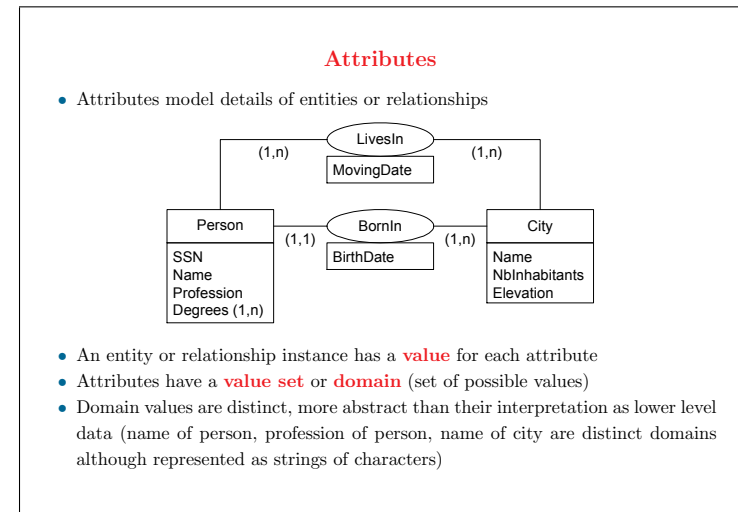 Attributes
• Attributes model details of entities or relationships
LivesIn
(1,n)
(1,n)
MovingDate
Person
BornIn
City
(1,1)
(1,n)
SSN
Name
Profession
Degrees (1,n)
BirthDate
Name
NbInhabitants
Elevation
• An entity or relationship instance has a value for each attribute
• Attributes have a value set or domain (set of possible values)
• Domain values are distinct, more abstract than their interpretation as lower level
data (name of person, profession of person, name of city are distinct domains
although represented as strings of characters)